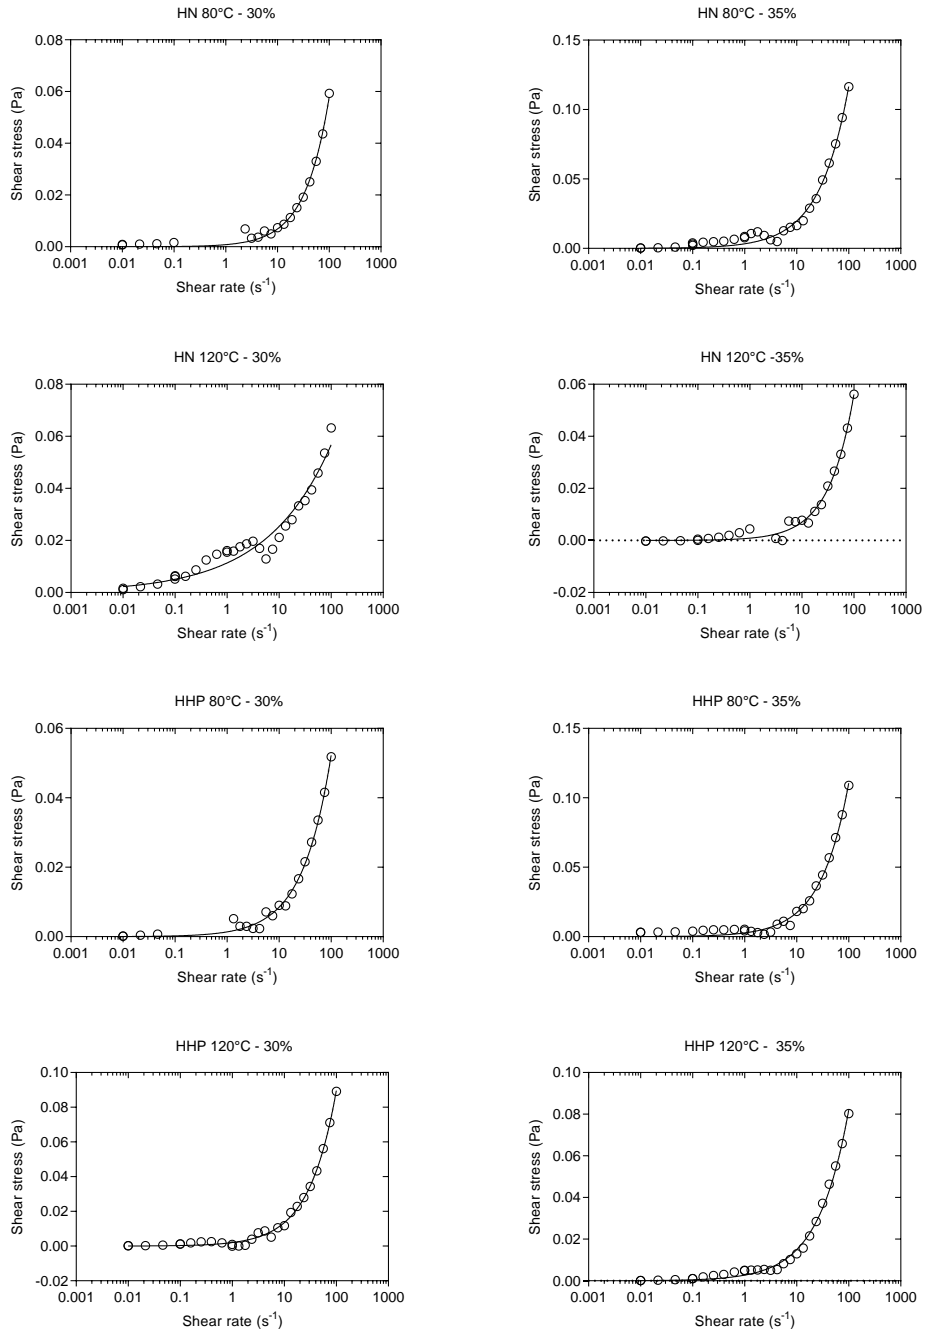 HN 80°C - 30%
Shear stress (Pa)
0.08
0.06
0.04
0.02
0.00
0.001 0.01 0.1 1 10 100 1000
Shear rate (s-1)
HN 80°C - 35%
Shear stress (Pa)
0.15
0.10
0.05
0.00
0.001 0.01 0.1 1 10 100 1000
Shear rate (s-1)
HN 120°C - 30%
Shear stress (Pa)
0.08
0.06
0.04
0.02
0.00
0.001 0.01 0.1 1 10 100 1000
Shear rate (s-1)
HN 120°C -35%
Shear stress (Pa)
0.06
0.04
0.02
0.00
-0.02
0.001 0.01 0.1 1 10 100 1000
Shear rate (s-1)
HHP 80°C - 30%
Shear stress (Pa)
0.06
0.04
0.02
0.00
0.001 0.01 0.1 1 10 100 1000
Shear rate (s-1)
HHP 80°C - 35%
Shear stress (Pa)
0.15
0.10
0.05
0.00
0.001 0.01 0.1 1 10 100 1000
Shear rate (s-1)
HHP 120°C - 30%
Shear stress (Pa)
0.10
0.08
0.06
0.04
0.02
0.00
-0.02
0.001 0.01 0.1 1 10 100 1000
Shear rate (s-1)
HHP 120°C -  35%
Shear stress (Pa)
0.10
0.08
0.06
0.04
0.02
0.00
0.001 0.01 0.1 1 10 100 1000
Shear rate (s-1)